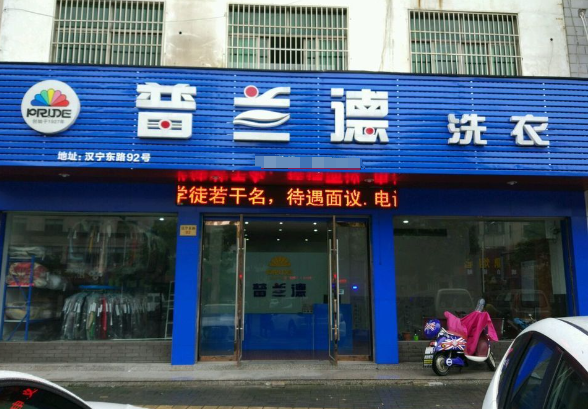 PRIDE
普兰德 洗衣
地址：汉宁东路92号
学徒若干名，待遇面议.电
普兰德